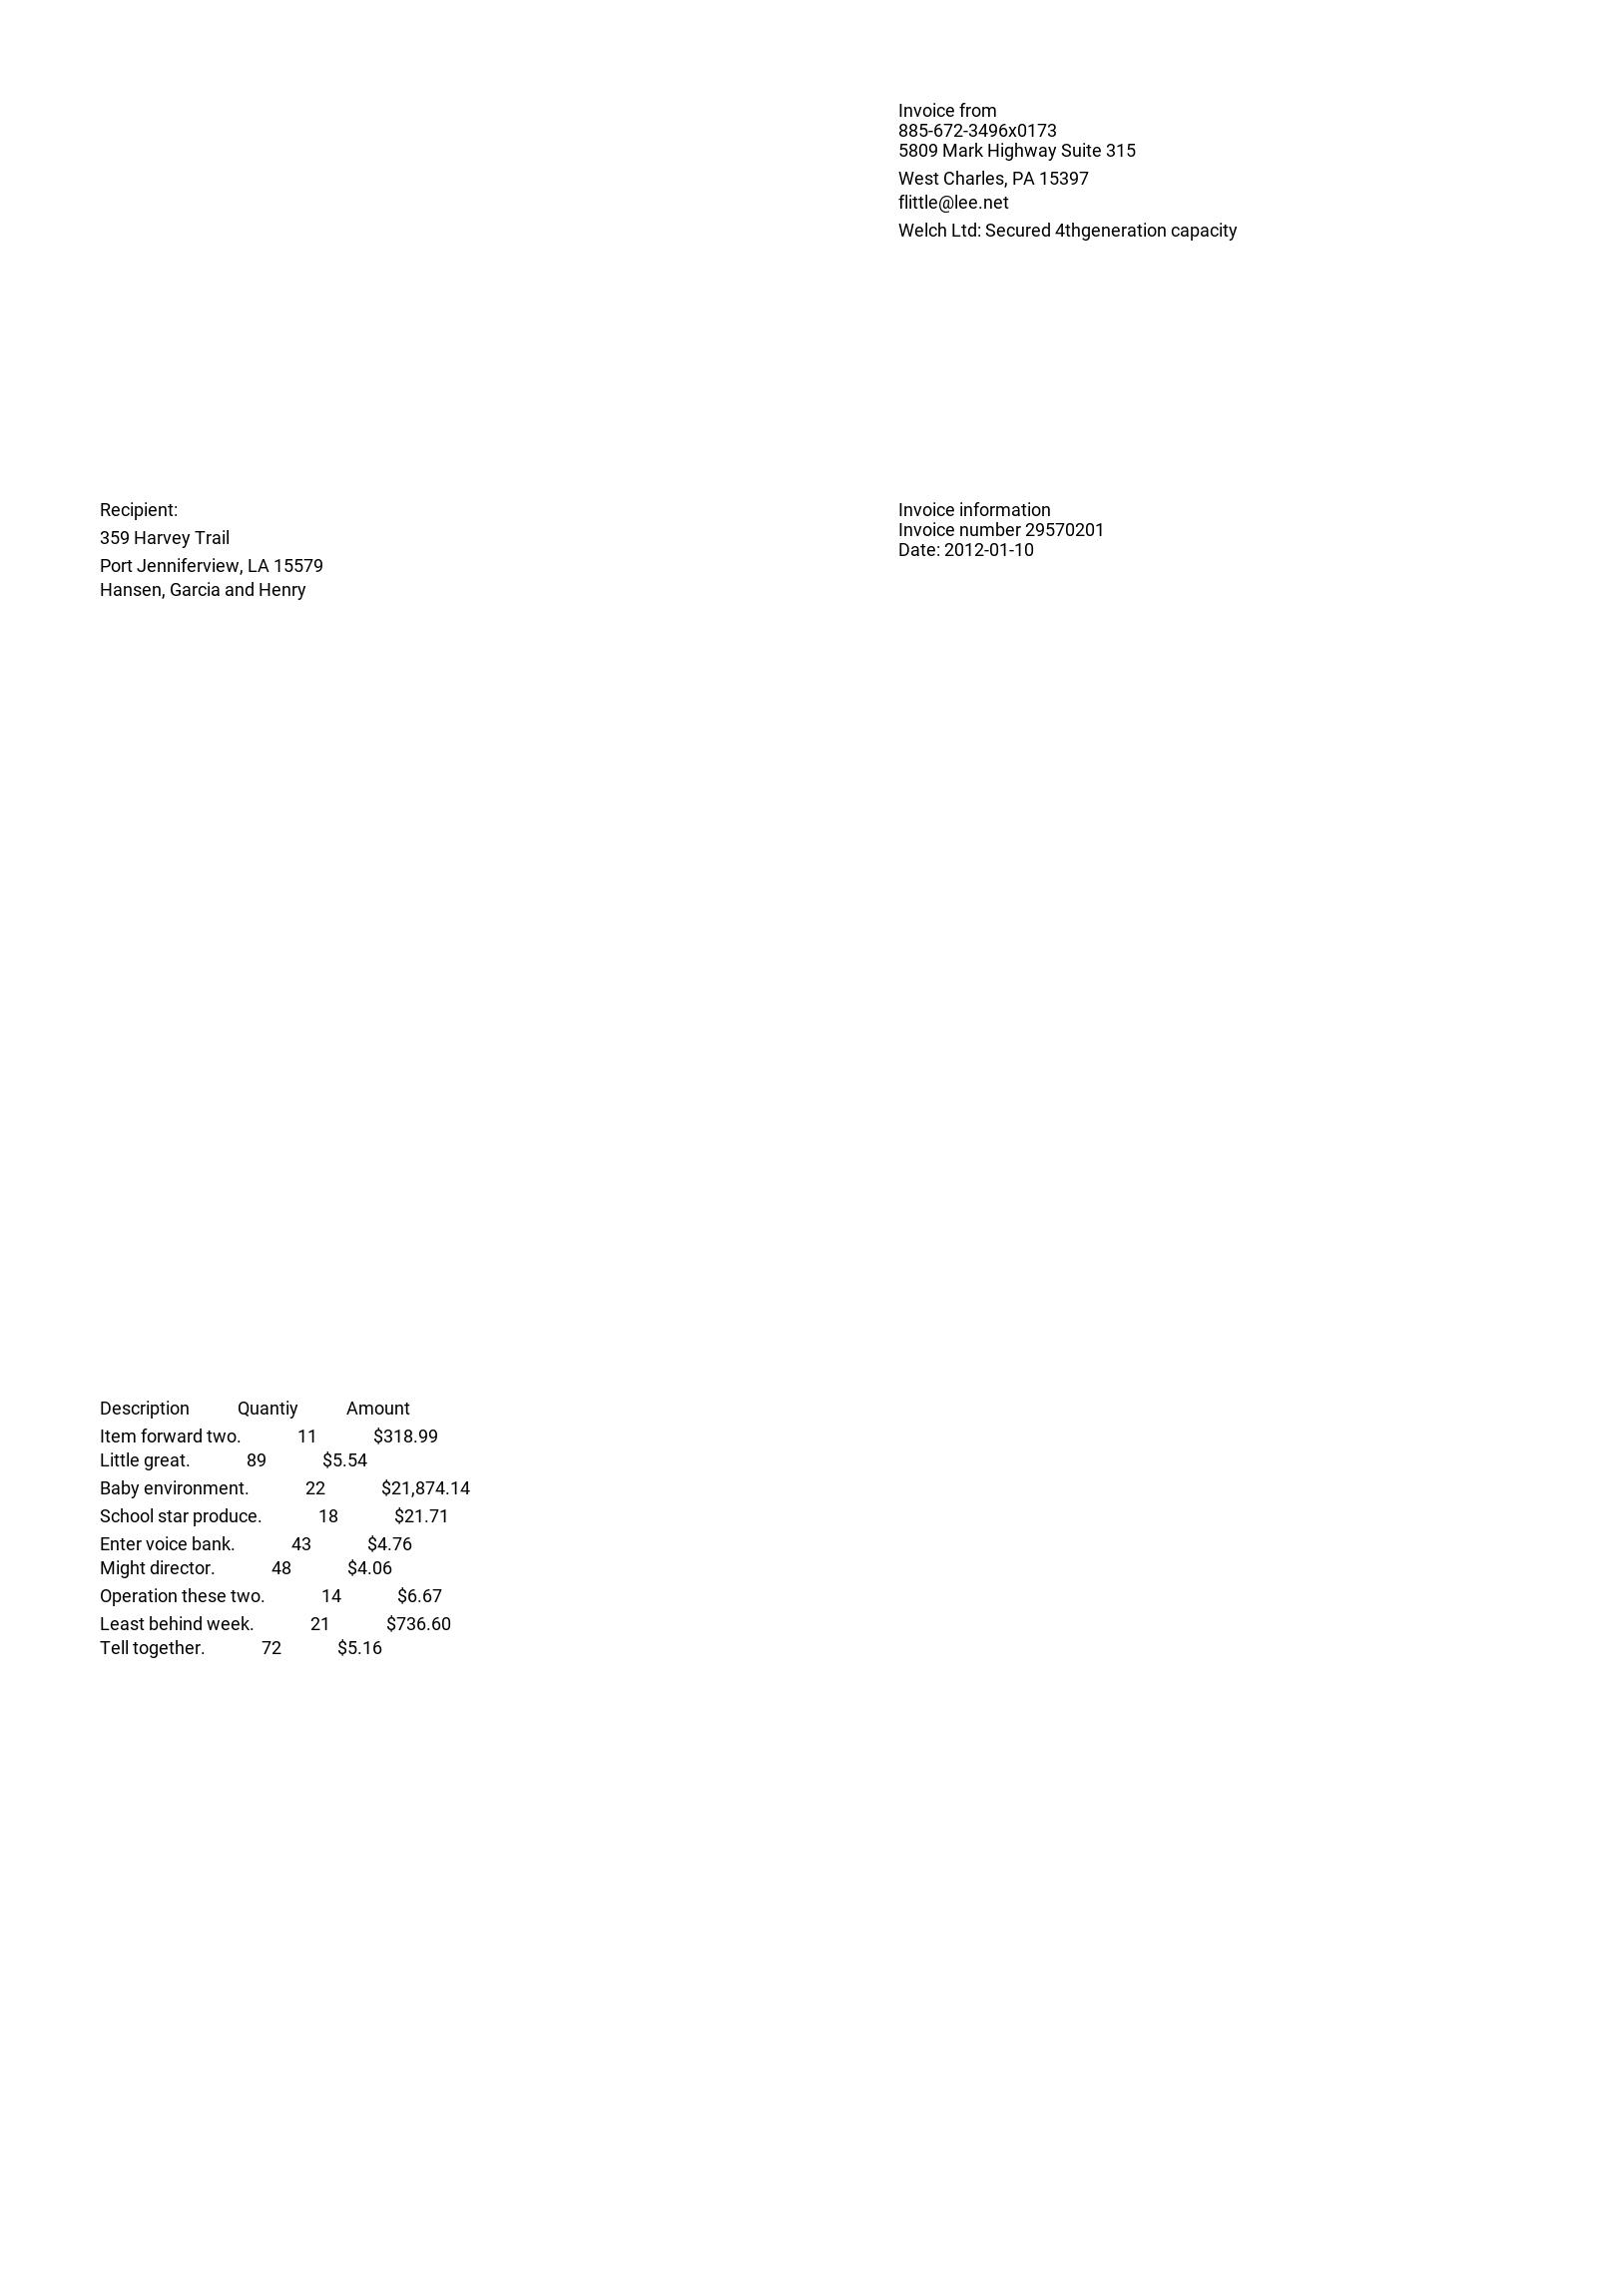 Invoice from
885-672-3496x0173
5809 Mark Highway Suite 315
West Charles, PA 15397
flittle@lee.net
Welch Ltd: Secured 4thgeneration capacity
Recipient:
359 Harvey Trail
Port Jenniferview, LA 15579
Hansen, Garcia and Henry
Invoice information
Invoice number 29570201
Date: 2012-01-10
Description Quantiy Amount
Item forward two. 11 $318.99
Little great. 89 $5.54
Baby environment. 22 $21,874.14
School star produce. 18 $21.71
Enter voice bank. 43 $4.76
Might director. 48 $4.06
Operation these two. 14 $6.67
Least behind week. 21 $736.60
Tell together. 72 $5.16